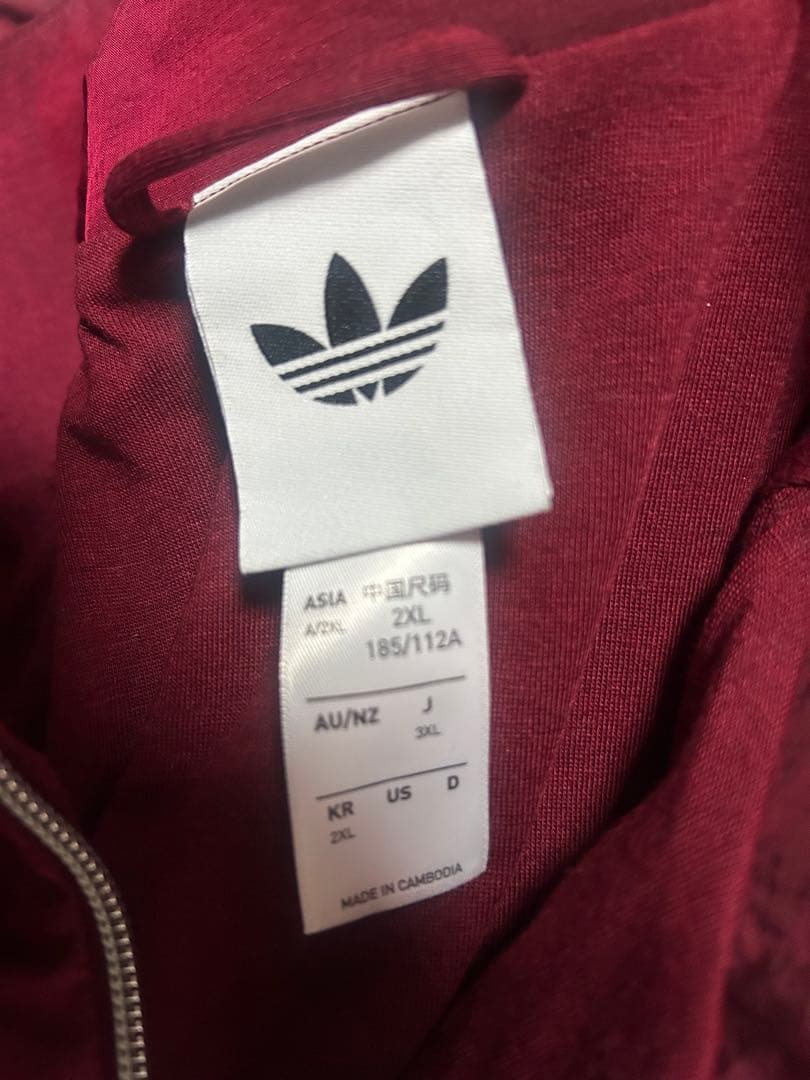 ASIA 中国尺码
A/2XL 2XL
185/112A
AU/NZ J
3XL
KR US D
2XL
MADE IN CAMBODIA